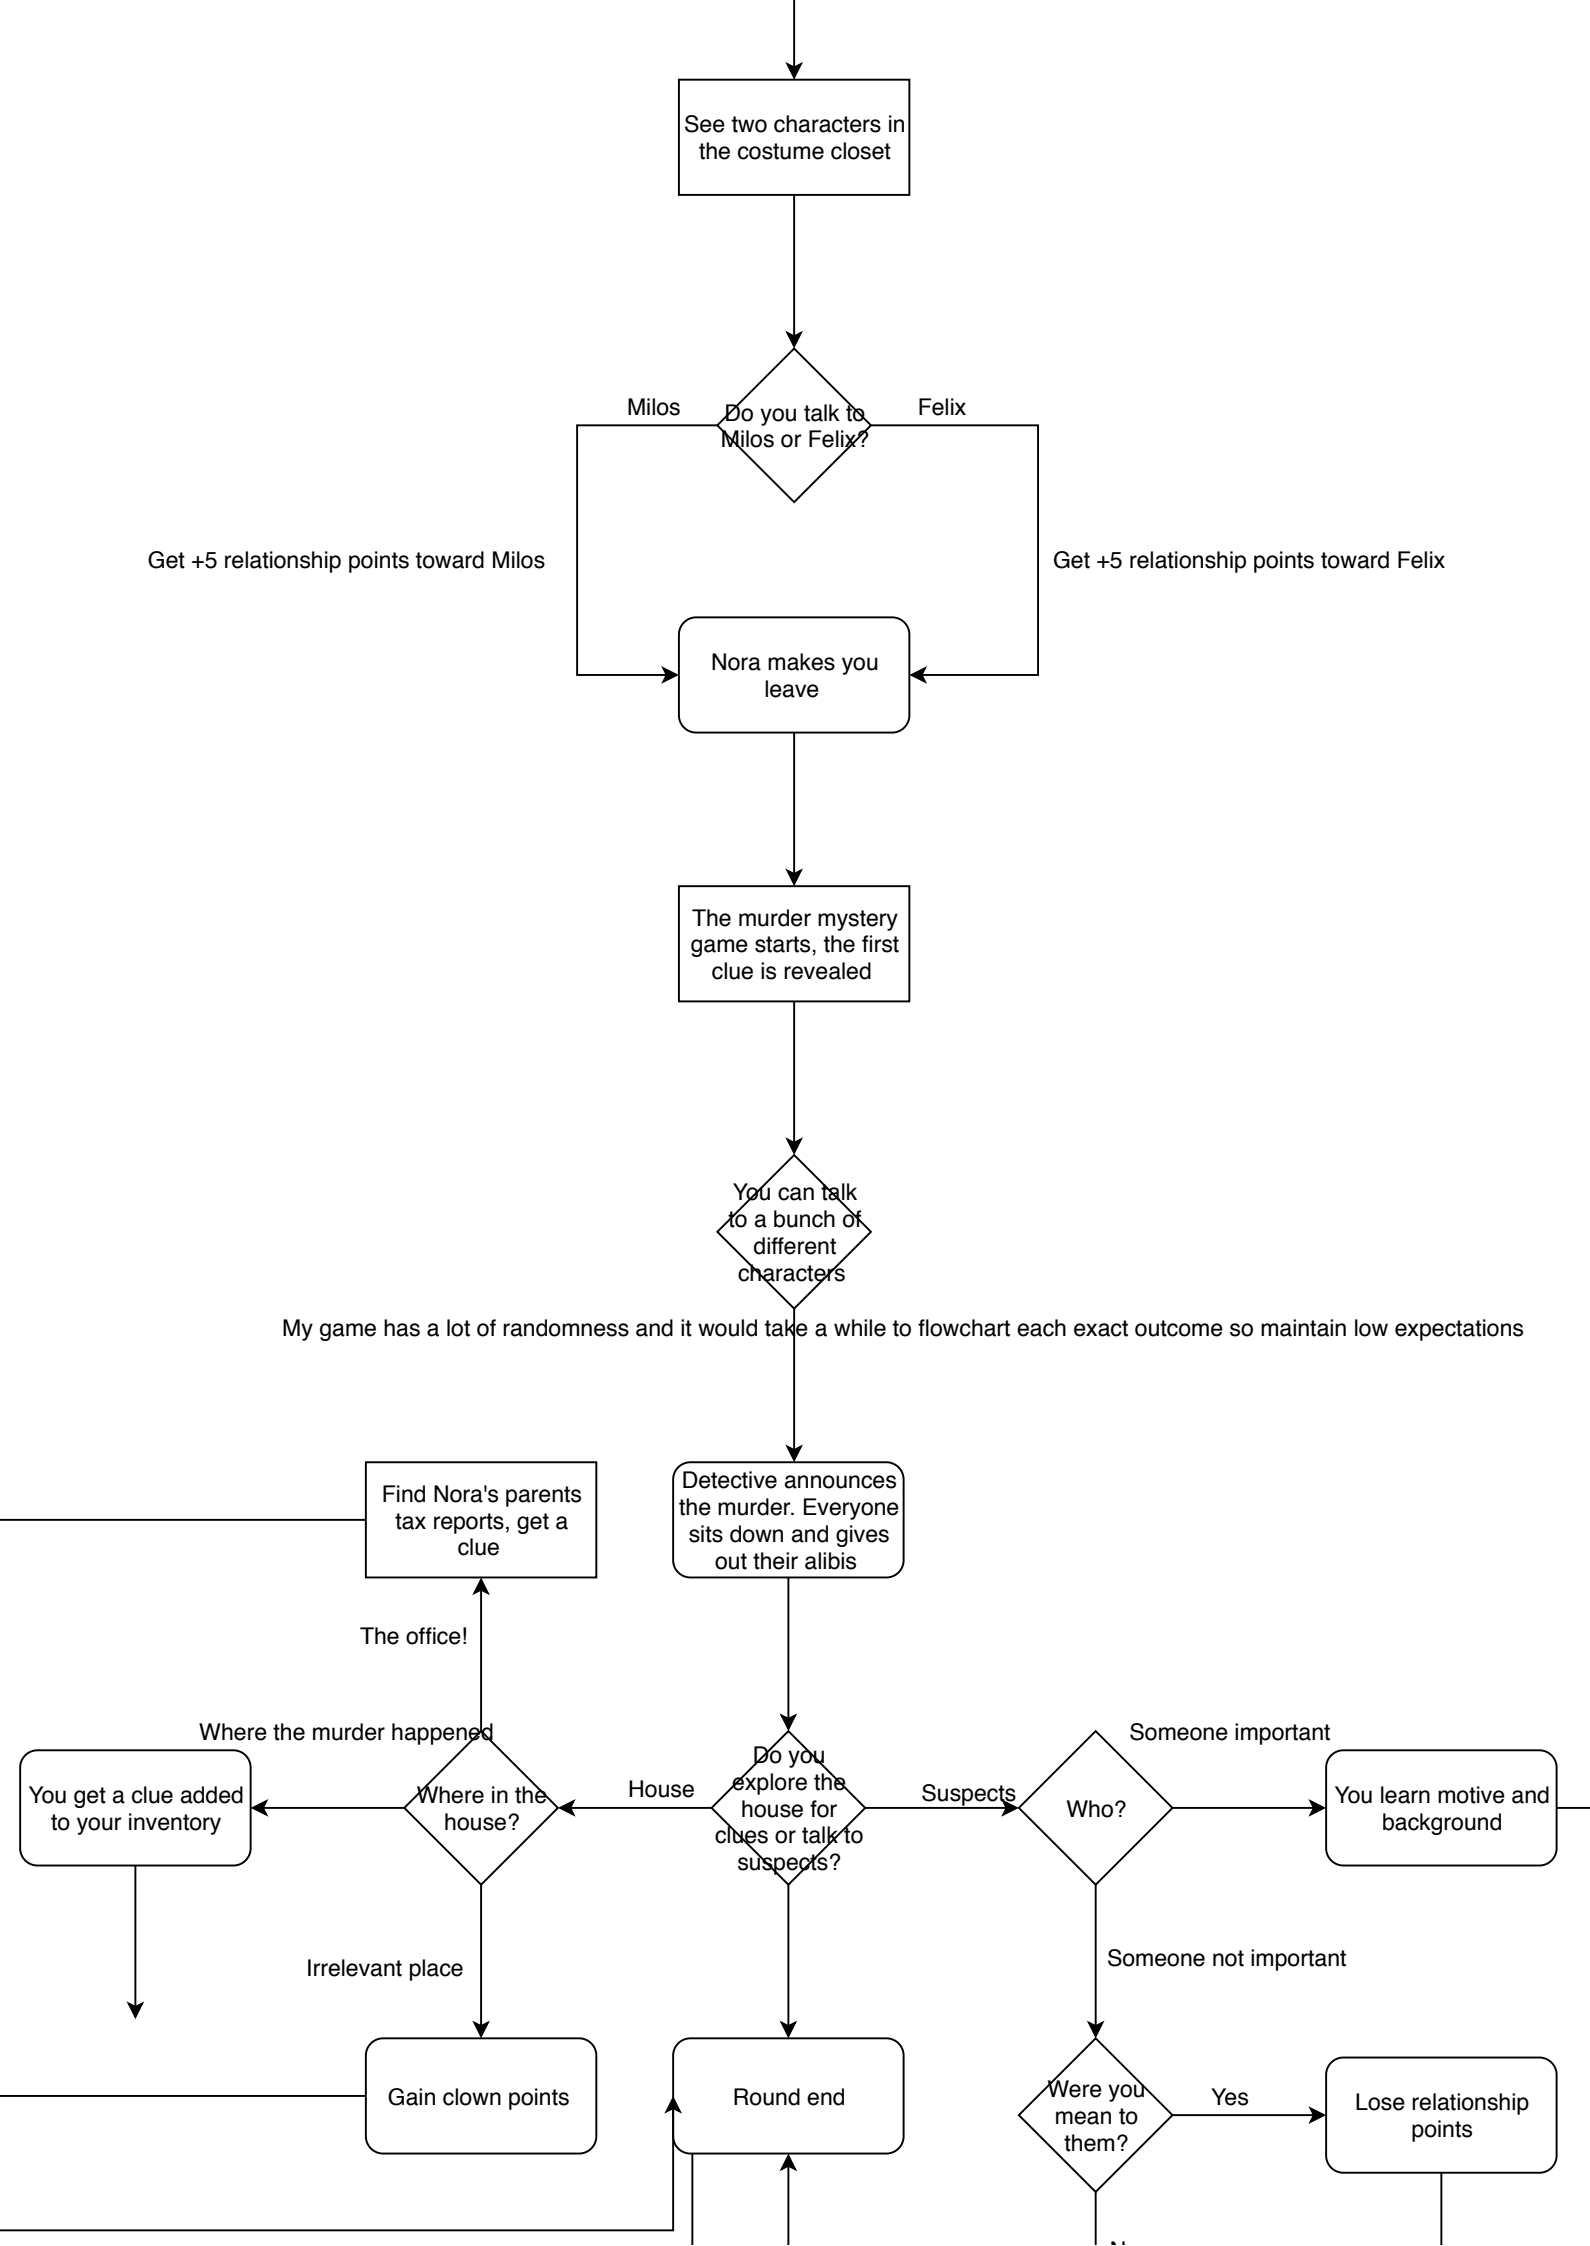 See two characters in
the costume closet
Milos
Do you talk to
Milos or Felix?
Felix
Get +5 relationship points toward Milos
Get +5 relationship points toward Felix
Nora makes you
leave
The murder mystery
game starts, the first
clue is revealed
You can talk
to a bunch of
different
characters
My game has a lot of randomness and it would take a while to flowchart each exact outcome so maintain low expectations
Find Nora's parents
tax reports, get a
clue
Detective announces
the murder. Everyone
sits down and gives
out their alibis
The office!
Where the murder happened
Someone important
You get a clue added
to your inventory
Where in the
house?
House
Do you
explore the
house for
clues or talk to
suspects?
Suspects
Who?
You learn motive and
background
Irrelevant place
Someone not important
Gain clown points
Round end
Were you
mean to
them?
Yes
Lose relationship
points